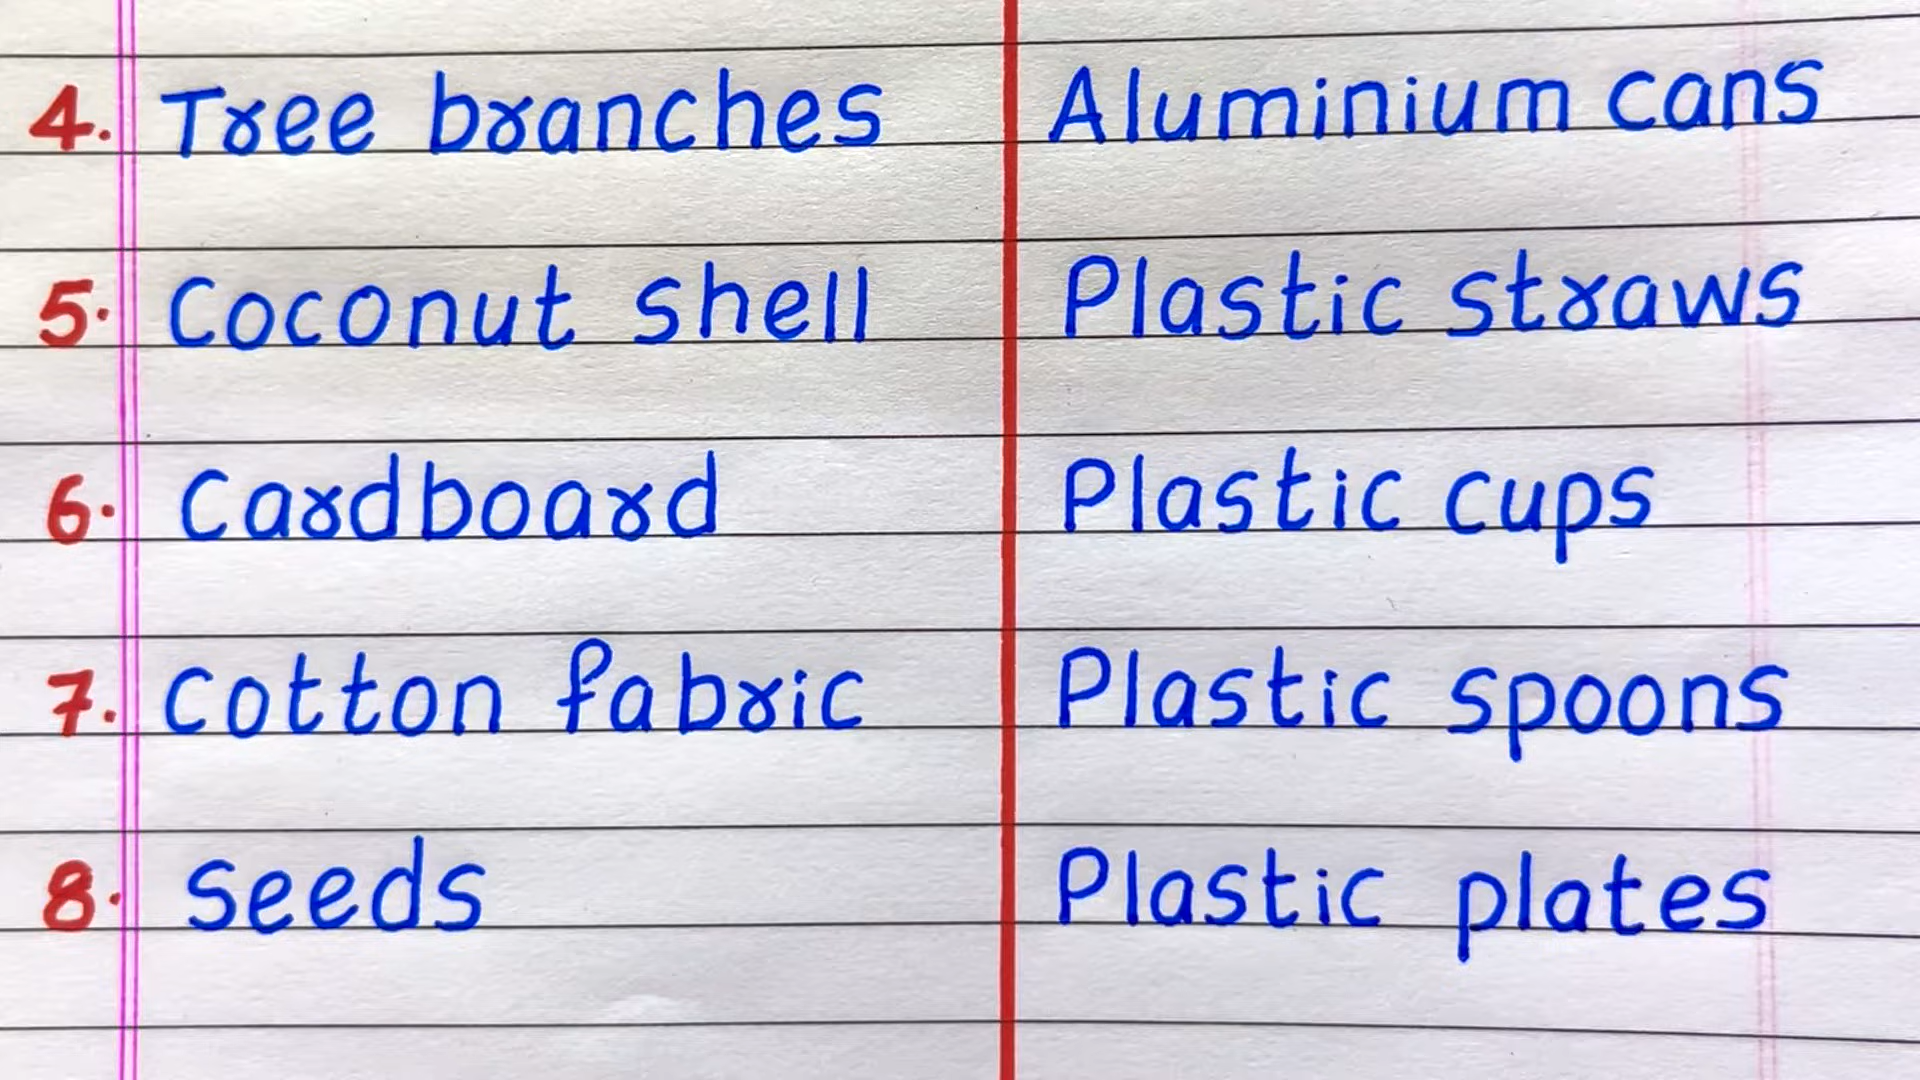 4. Tree branches Aluminium cans
5. Coconut shell Plastic straws
6. Cardboard Plastic cups
7. Cotton fabric Plastic spoons
8. Seeds Plastic plates